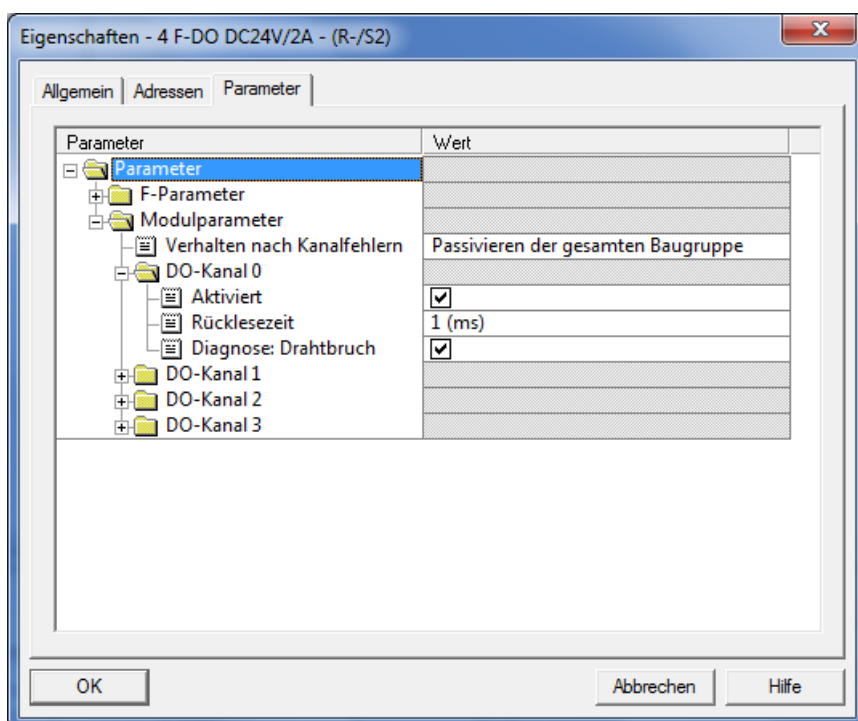 Eigenschaften - 4 F-DO DC24V/2A - (R-/S2)
Allgemein Adressen Parameter
Parameter Wert
Parameter
F-Parameter
Modulparameter
Verhalten nach Kanalfehlern Passivieren der gesamten Baugruppe
DO-Kanal 0
Aktiviert
Rücklesezeit 1 (ms)
Diagnose: Drahtbruch
DO-Kanal 1
DO-Kanal 2
DO-Kanal 3
OK Abbrechen Hilfe